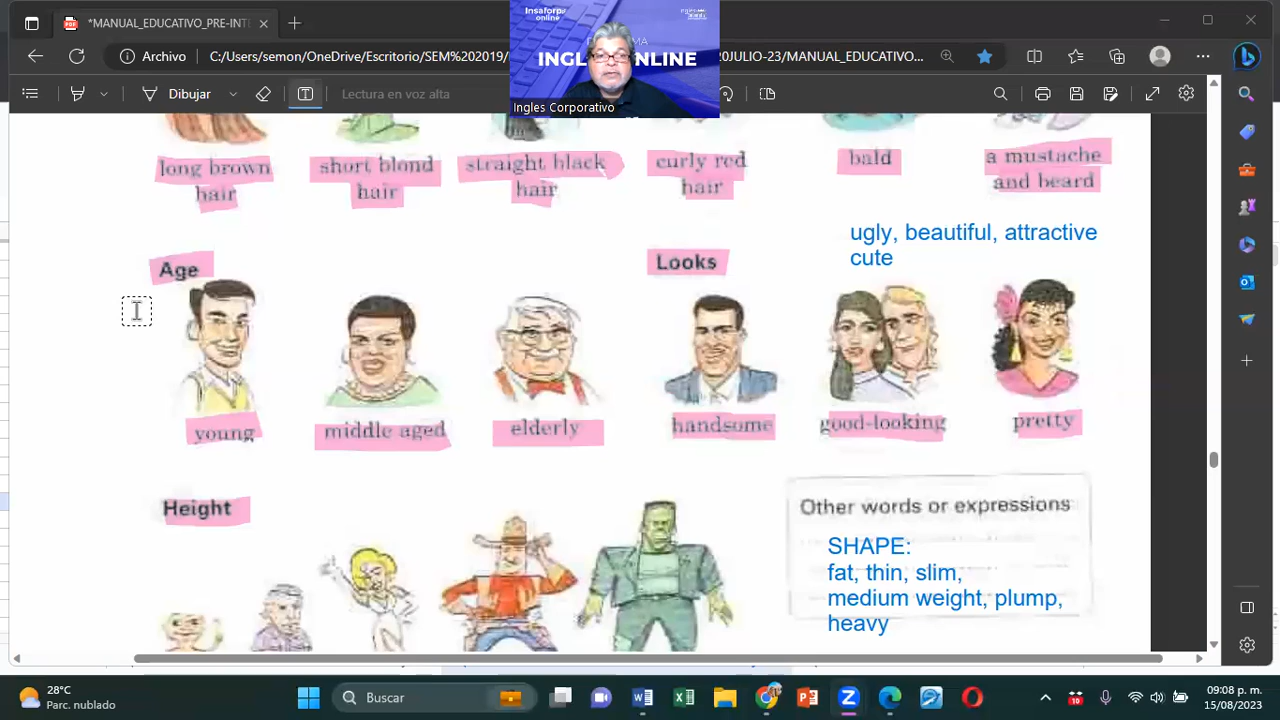 *MANUAL_EDUCATIVO_PRE-INT
Insaforp
online
INGL
NLINE
Ingles Corporativo
Archivo
C:/Users/semon/OneDrive/Escritorio/SEM%202019/
20JULIO-23/MANUAL_EDUCATIVO...
Dibujar
Lectura en voz alta
long brown
hair
short blond
hair
straight black
hair
curly red
hair
bald
a mustache
and beard
ugly, beautiful, attractive
cute
Age
Looks
young
middle aged
elderly
handsome
good-looking
pretty
Height
Other words or expressions
SHAPE:
fat, thin, slim,
medium weight, plump,
heavy
28°C
Parc. nublado
Buscar
10
09:08 p. m.
15/08/2023